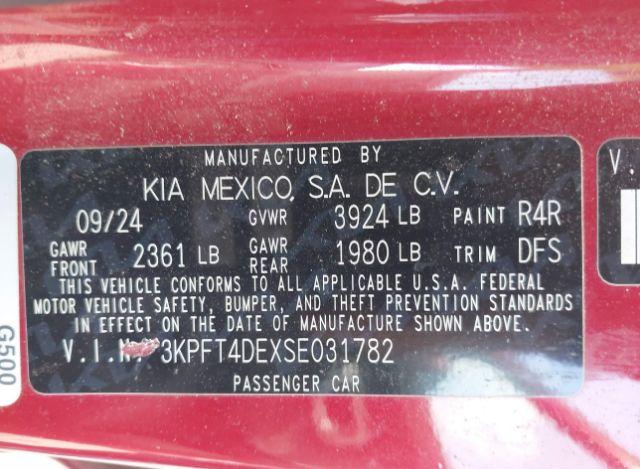 MANUFACTURED BY
KIA MEXICO, S.A. DE C.V.
09/24 GVWR 3924 LB PAINT R4R
GAWR FRONT 2361 LB GAWR REAR 1980 LB TRIM DFS
THIS VEHICLE CONFORMS TO ALL APPLICABLE U.S.A. FEDERAL
MOTOR VEHICLE SAFETY, BUMPER, AND THEFT PREVENTION STANDARDS
IN EFFECT ON THE DATE OF MANUFACTURE SHOWN ABOVE.
V.I.N. 3KPFT4DEXSE031782
PASSENGER CAR
G500
V.